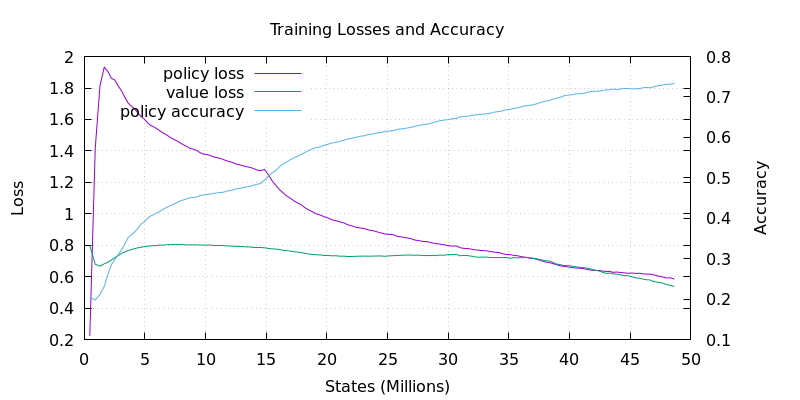 Training Losses and Accuracy
2 0.8
policy loss
1.8 value loss 0.7
policy accuracy
1.6 0.6
1.4
1.2 0.5
Loss 1 0.4 Accuracy
0.8 0.3
0.6
0.4 0.2
0.2 0.1
0 5 10 15 20 25 30 35 40 45 50
States (Millions)